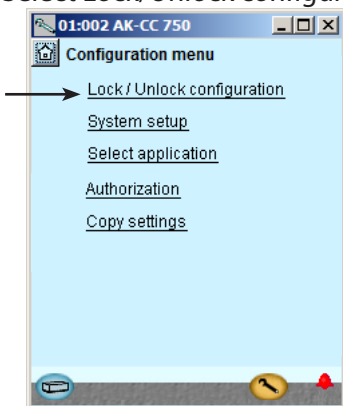 Select Lock/Unlock configur
01:002 AK-CC 750
Configuration menu
Lock / Unlock configuration
System setup
Select application
Authorization
Copy settings